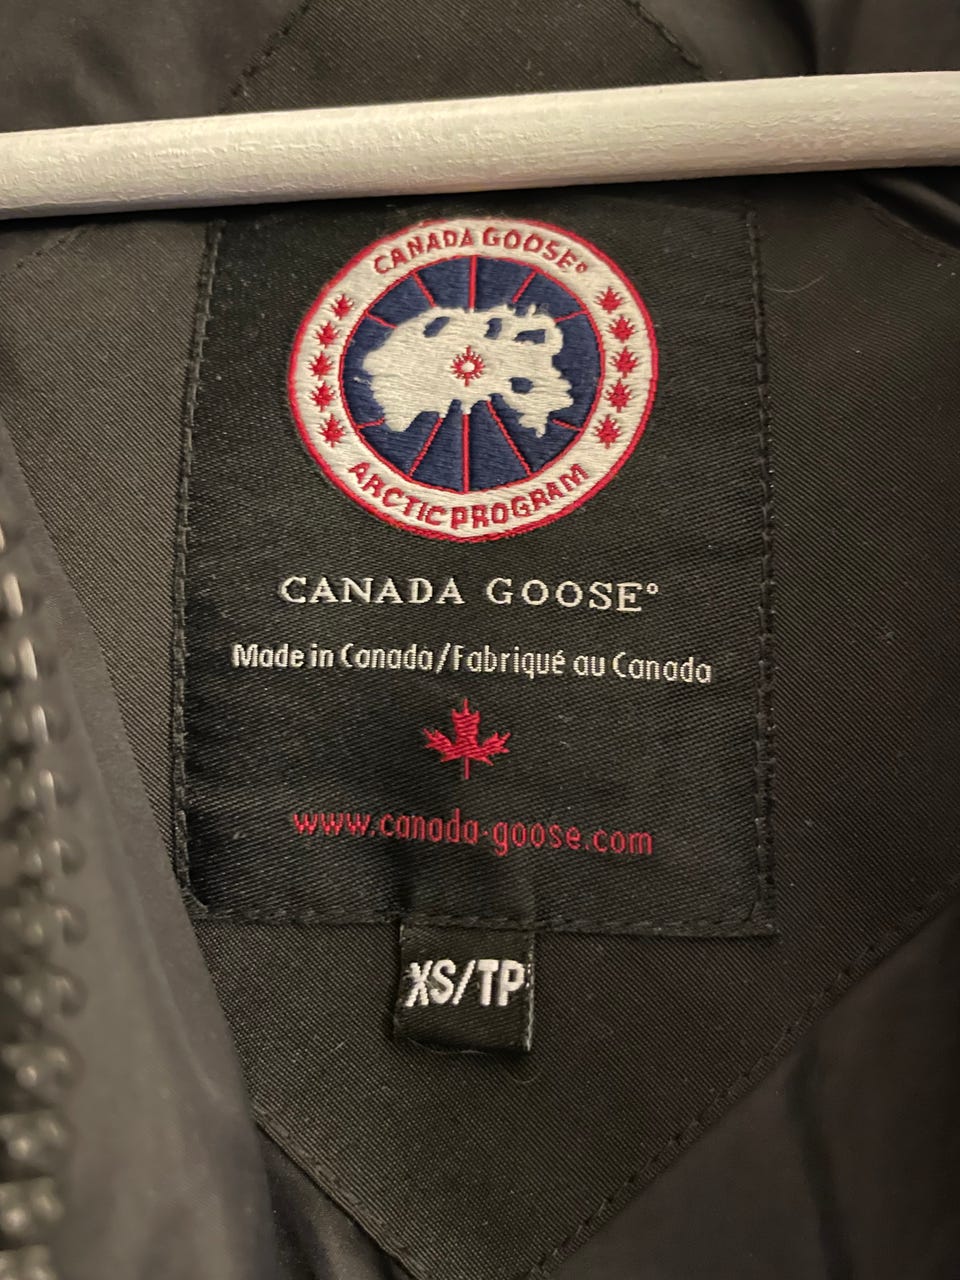 CANADA GOOSE®
ARCTIC PROGRAM
CANADA GOOSE®
Made in Canada/Fabriqué au Canada
www.canada-goose.com
XS/TP